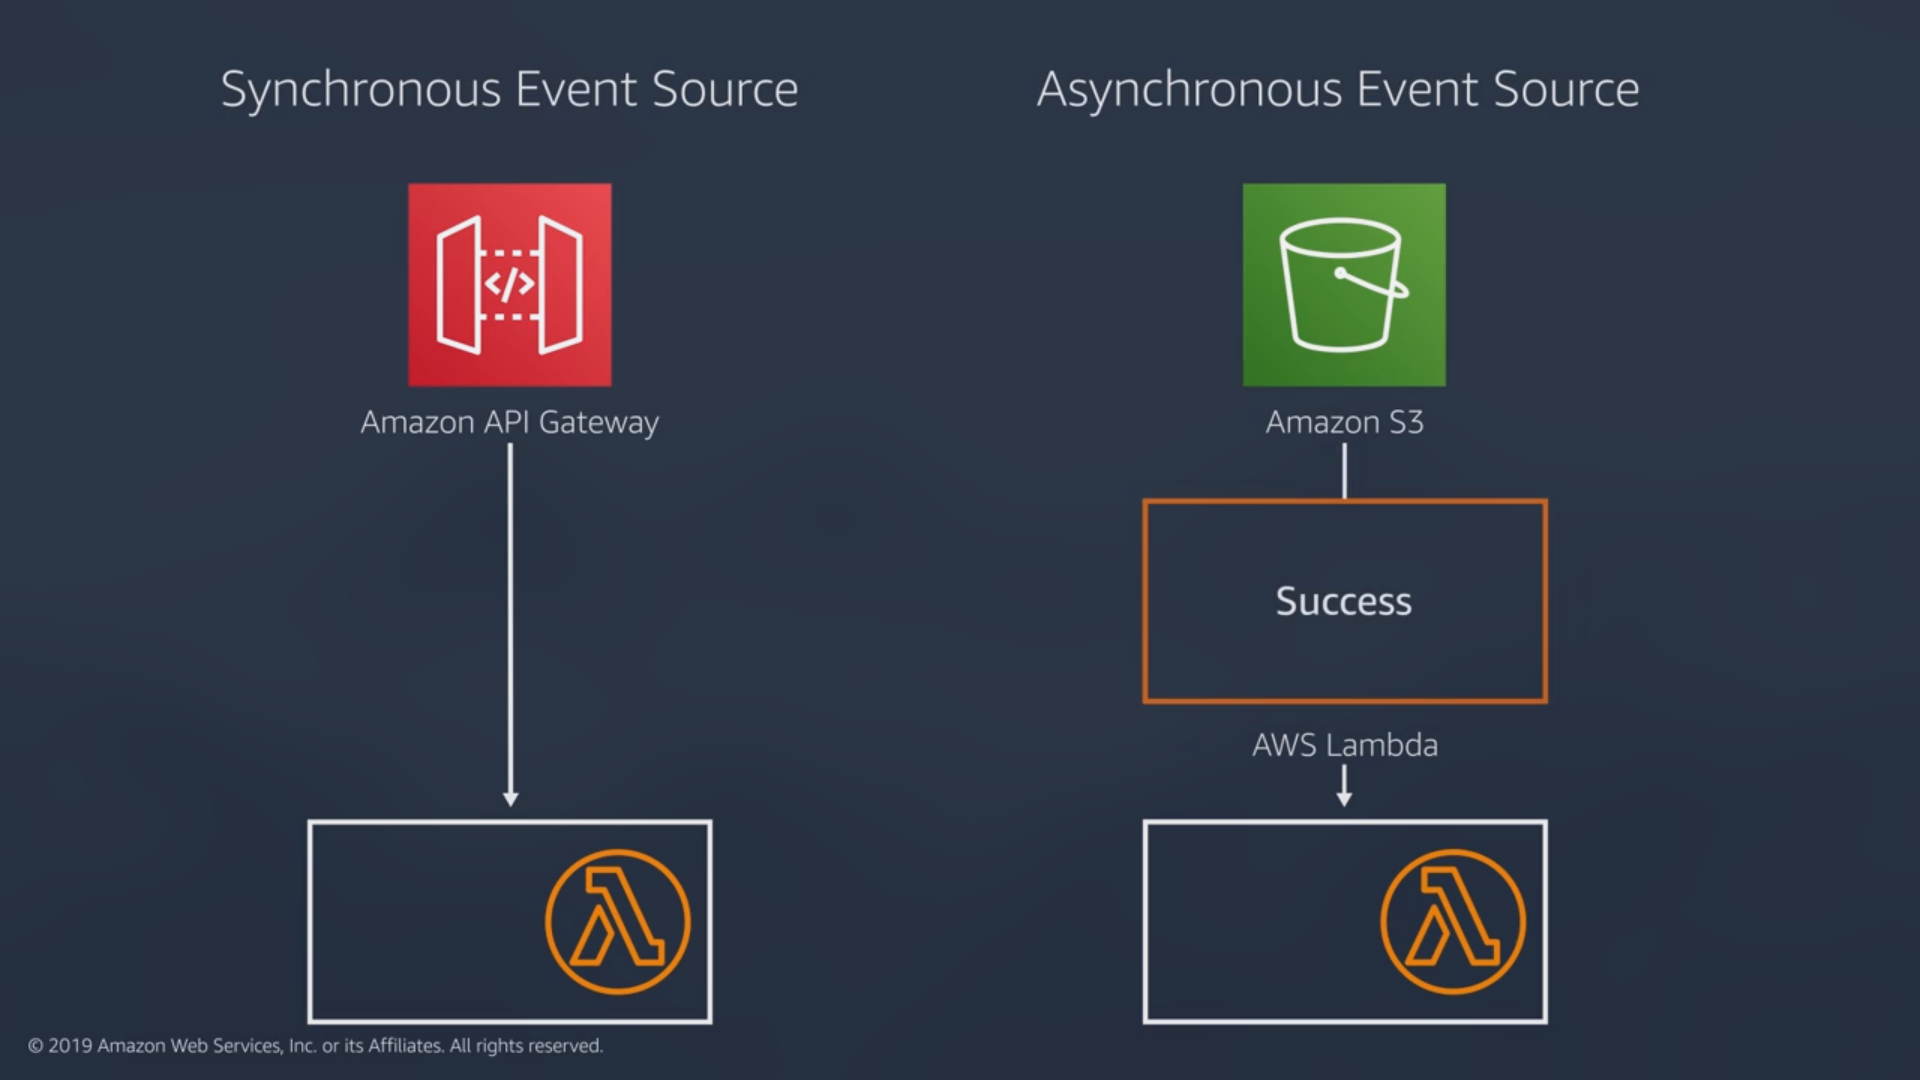 Synchronous Event Source
Asynchronous Event Source
</>
Amazon API Gateway
Amazon S3
Success
AWS Lambda
© 2019 Amazon Web Services, Inc. or its Affiliates. All rights reserved.